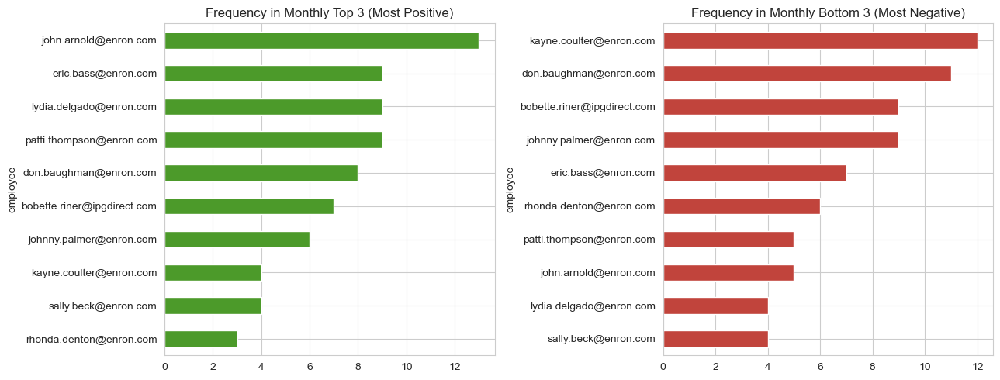 Frequency in Monthly Top 3 (Most Positive)
john.arnold@enron.com
eric.bass@enron.com
lydia.delgado@enron.com
patti.thompson@enron.com
don.baughman@enron.com
bobette.riner@ipgdirect.com
johnny.palmer@enron.com
kayne.coulter@enron.com
sally.beck@enron.com
rhonda.denton@enron.com
employee
0 2 4 6 8 10 12
Frequency in Monthly Bottom 3 (Most Negative)
kayne.coulter@enron.com
don.baughman@enron.com
bobette.riner@ipgdirect.com
johnny.palmer@enron.com
eric.bass@enron.com
rhonda.denton@enron.com
patti.thompson@enron.com
john.arnold@enron.com
lydia.delgado@enron.com
sally.beck@enron.com
employee
0 2 4 6 8 10 12